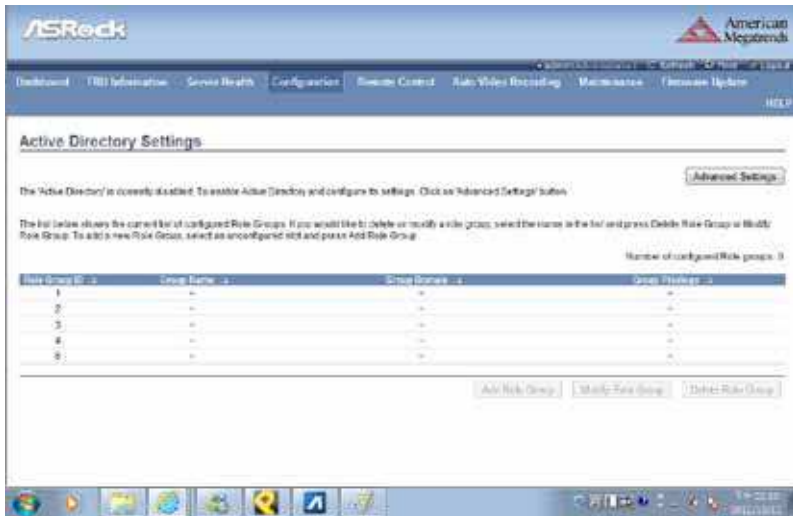 ASRock
American
Megatrends
Dashboard FRU Information Server Health Configuration Remote Control Auto Video Recording Maintenance Firmware Update
HELP
Active Directory Settings
Advanced Settings
The 'Active Directory' is currently disabled. To enable Active Directory and configure its settings. Click on 'Advanced Settings' button.
The list below shows the current list of configured Role Groups. If you would like to delete or modify a role group, select the name in the list and press Delete Role Group or Modify
Role Group. To add a new Role Group, select an unconfigured slot and press Add Role Group.
Number of configured Role groups: 0
Role Group ID Group Name Group Domain Group Privilege
1 ~ ~ ~
2 ~ ~ ~
3 ~ ~ ~
4 ~ ~ ~
5 ~ ~ ~
Add Role Group Modify Role Group Delete Role Group